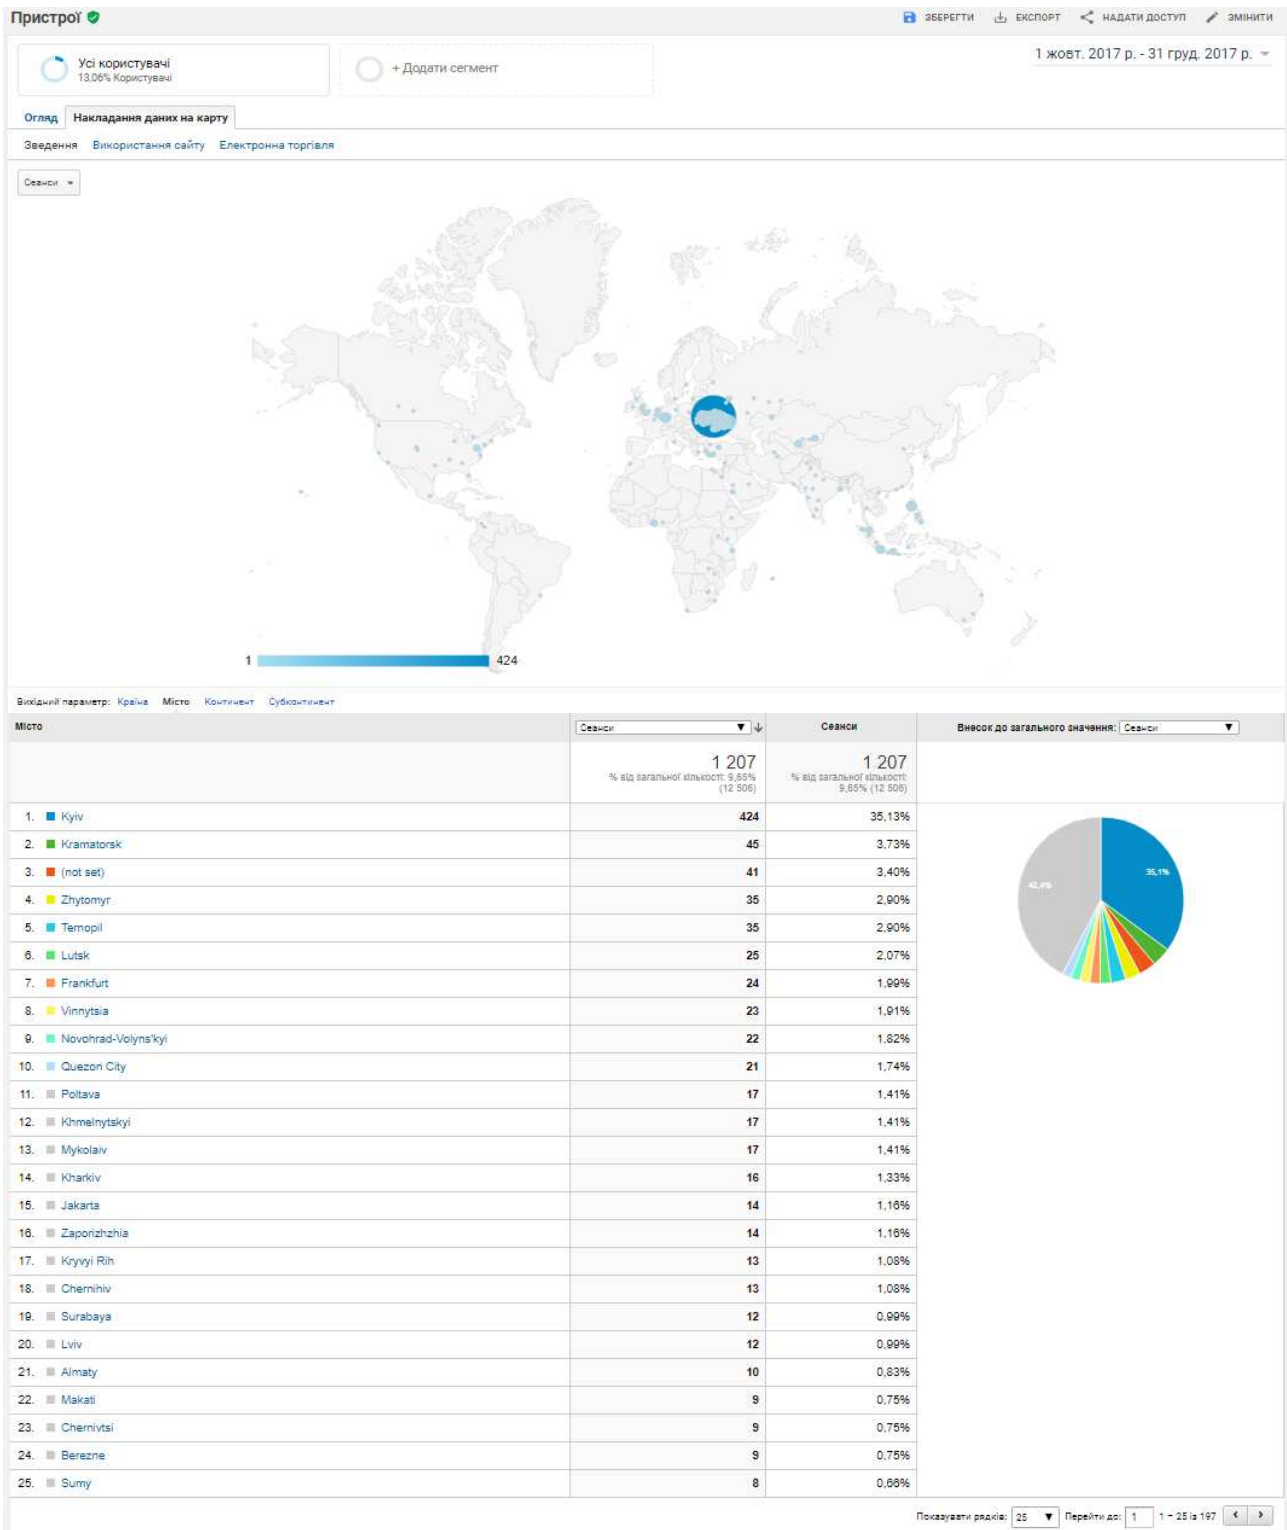 Пристрої
ЗБЕРЕГТИ ЕКСПОРТ НАДАТИ ДОСТУП ЗМІНИТИ
Усі користувачі
13,06% Користувачі
+ Додати сегмент
1 жовт. 2017 р. - 31 груд. 2017 р.
Огляд Накладання даних на карту
Зведення Використання сайту Електронна торгівля
Сеанси
1 424
Вихідний параметр: Країна Місто Континент Субконтинент
Місто Сеанси Сеанси Внесок до загального значення: Сеанси
1 207 1 207
% від загальної кількості: 9,65% (12 506) % від загальної кількості: 9,65% (12 506)
1. Kyiv 424 35,13%
2. Kramatorsk 45 3,73%
3. (not set) 41 3,40%
4. Zhytomyr 35 2,90%
5. Ternopil 35 2,90%
6. Lutsk 25 2,07%
7. Frankfurt 24 1,99%
8. Vinnytsia 23 1,91%
9. Novohrad-Volyns'kyi 22 1,82%
10. Quezon City 21 1,74%
11. Poltava 17 1,41%
12. Khmelnytskyi 17 1,41%
13. Mykolaiv 17 1,41%
14. Kharkiv 16 1,33%
15. Jakarta 14 1,16%
16. Zaporizhzhia 14 1,16%
17. Kryvyi Rih 13 1,08%
18. Chernihiv 13 1,08%
19. Surabaya 12 0,99%
20. Lviv 12 0,99%
21. Almaty 10 0,83%
22. Makati 9 0,75%
23. Chernivtsi 9 0,75%
24. Berezne 9 0,75%
25. Sumy 8 0,66%
35,1%
42,4%
Показувати рядків: 25 Перейти до: 1 1 – 25 із 197